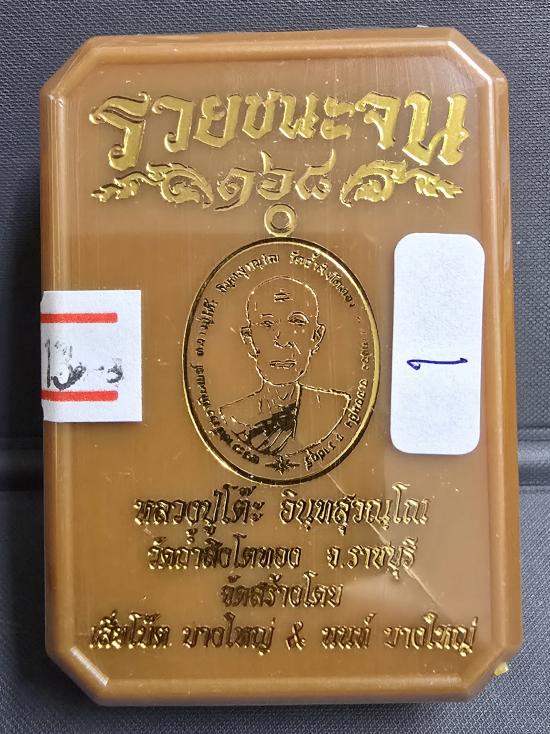 รวยชนะจน
๑๖๘
หลวงปู่โต๊ะ อินทสุวณฺโณ
วัดถ้ำสิงโตทอง จ.ราชบุรี
จัดสร้างโดย
เสี่ยโป๊ต บางใหญ่ & นนท์ บางใหญ่
13